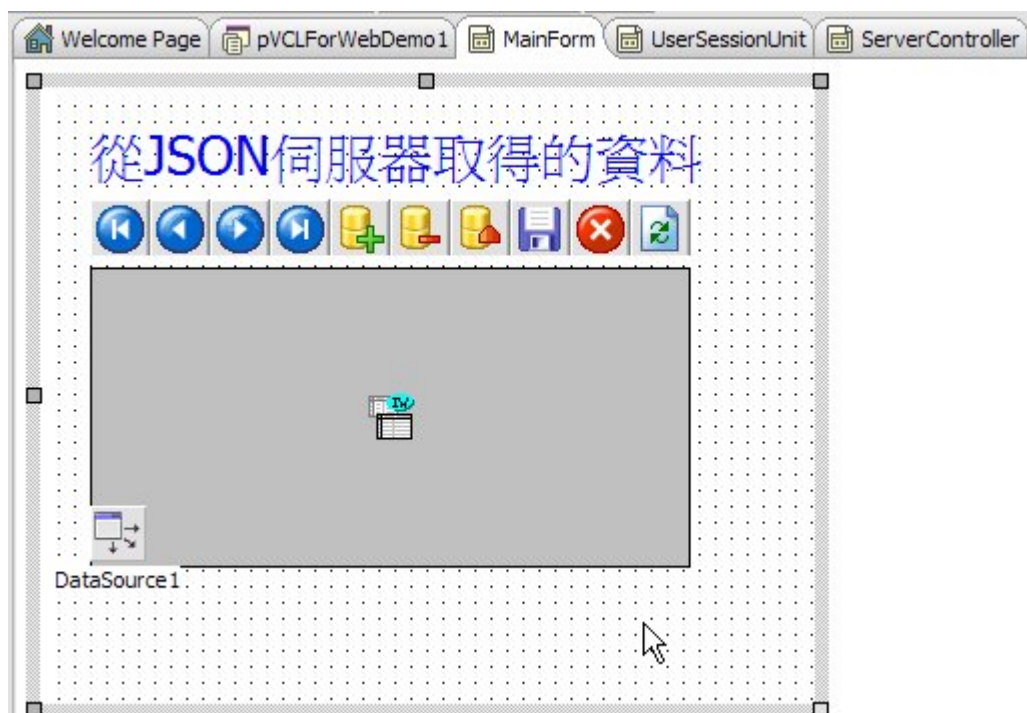 Welcome Page pVCLForWebDemo1 MainForm UserSessionUnit ServerController
從JSON伺服器取得的資料
IW
DataSource1